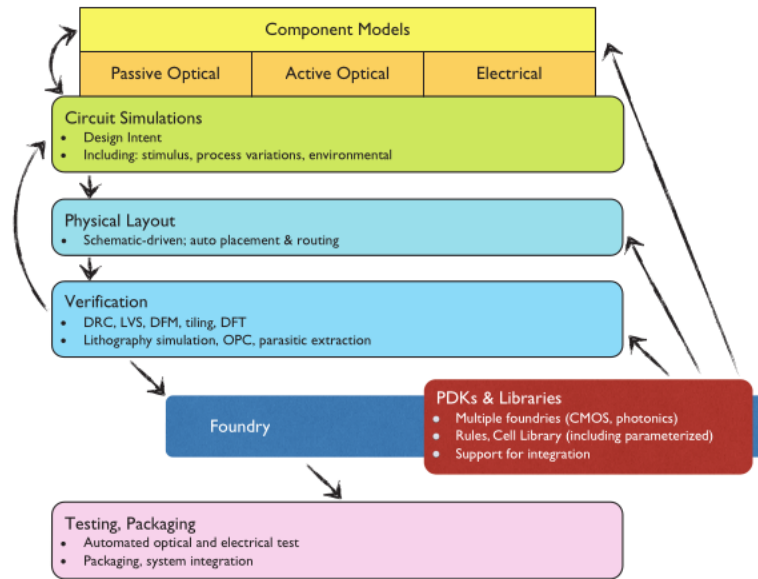 Component Models
Passive Optical
Active Optical
Electrical
Circuit Simulations
• Design Intent
• Including: stimulus, process variations, environmental
Physical Layout
• Schematic-driven; auto placement & routing
Verification
• DRC, LVS, DFM, tiling, DFT
• Lithography simulation, OPC, parasitic extraction
Foundry
PDKs & Libraries
• Multiple foundries (CMOS, photonics)
• Rules, Cell Library (including parameterized)
• Support for integration
Testing, Packaging
• Automated optical and electrical test
• Packaging, system integration